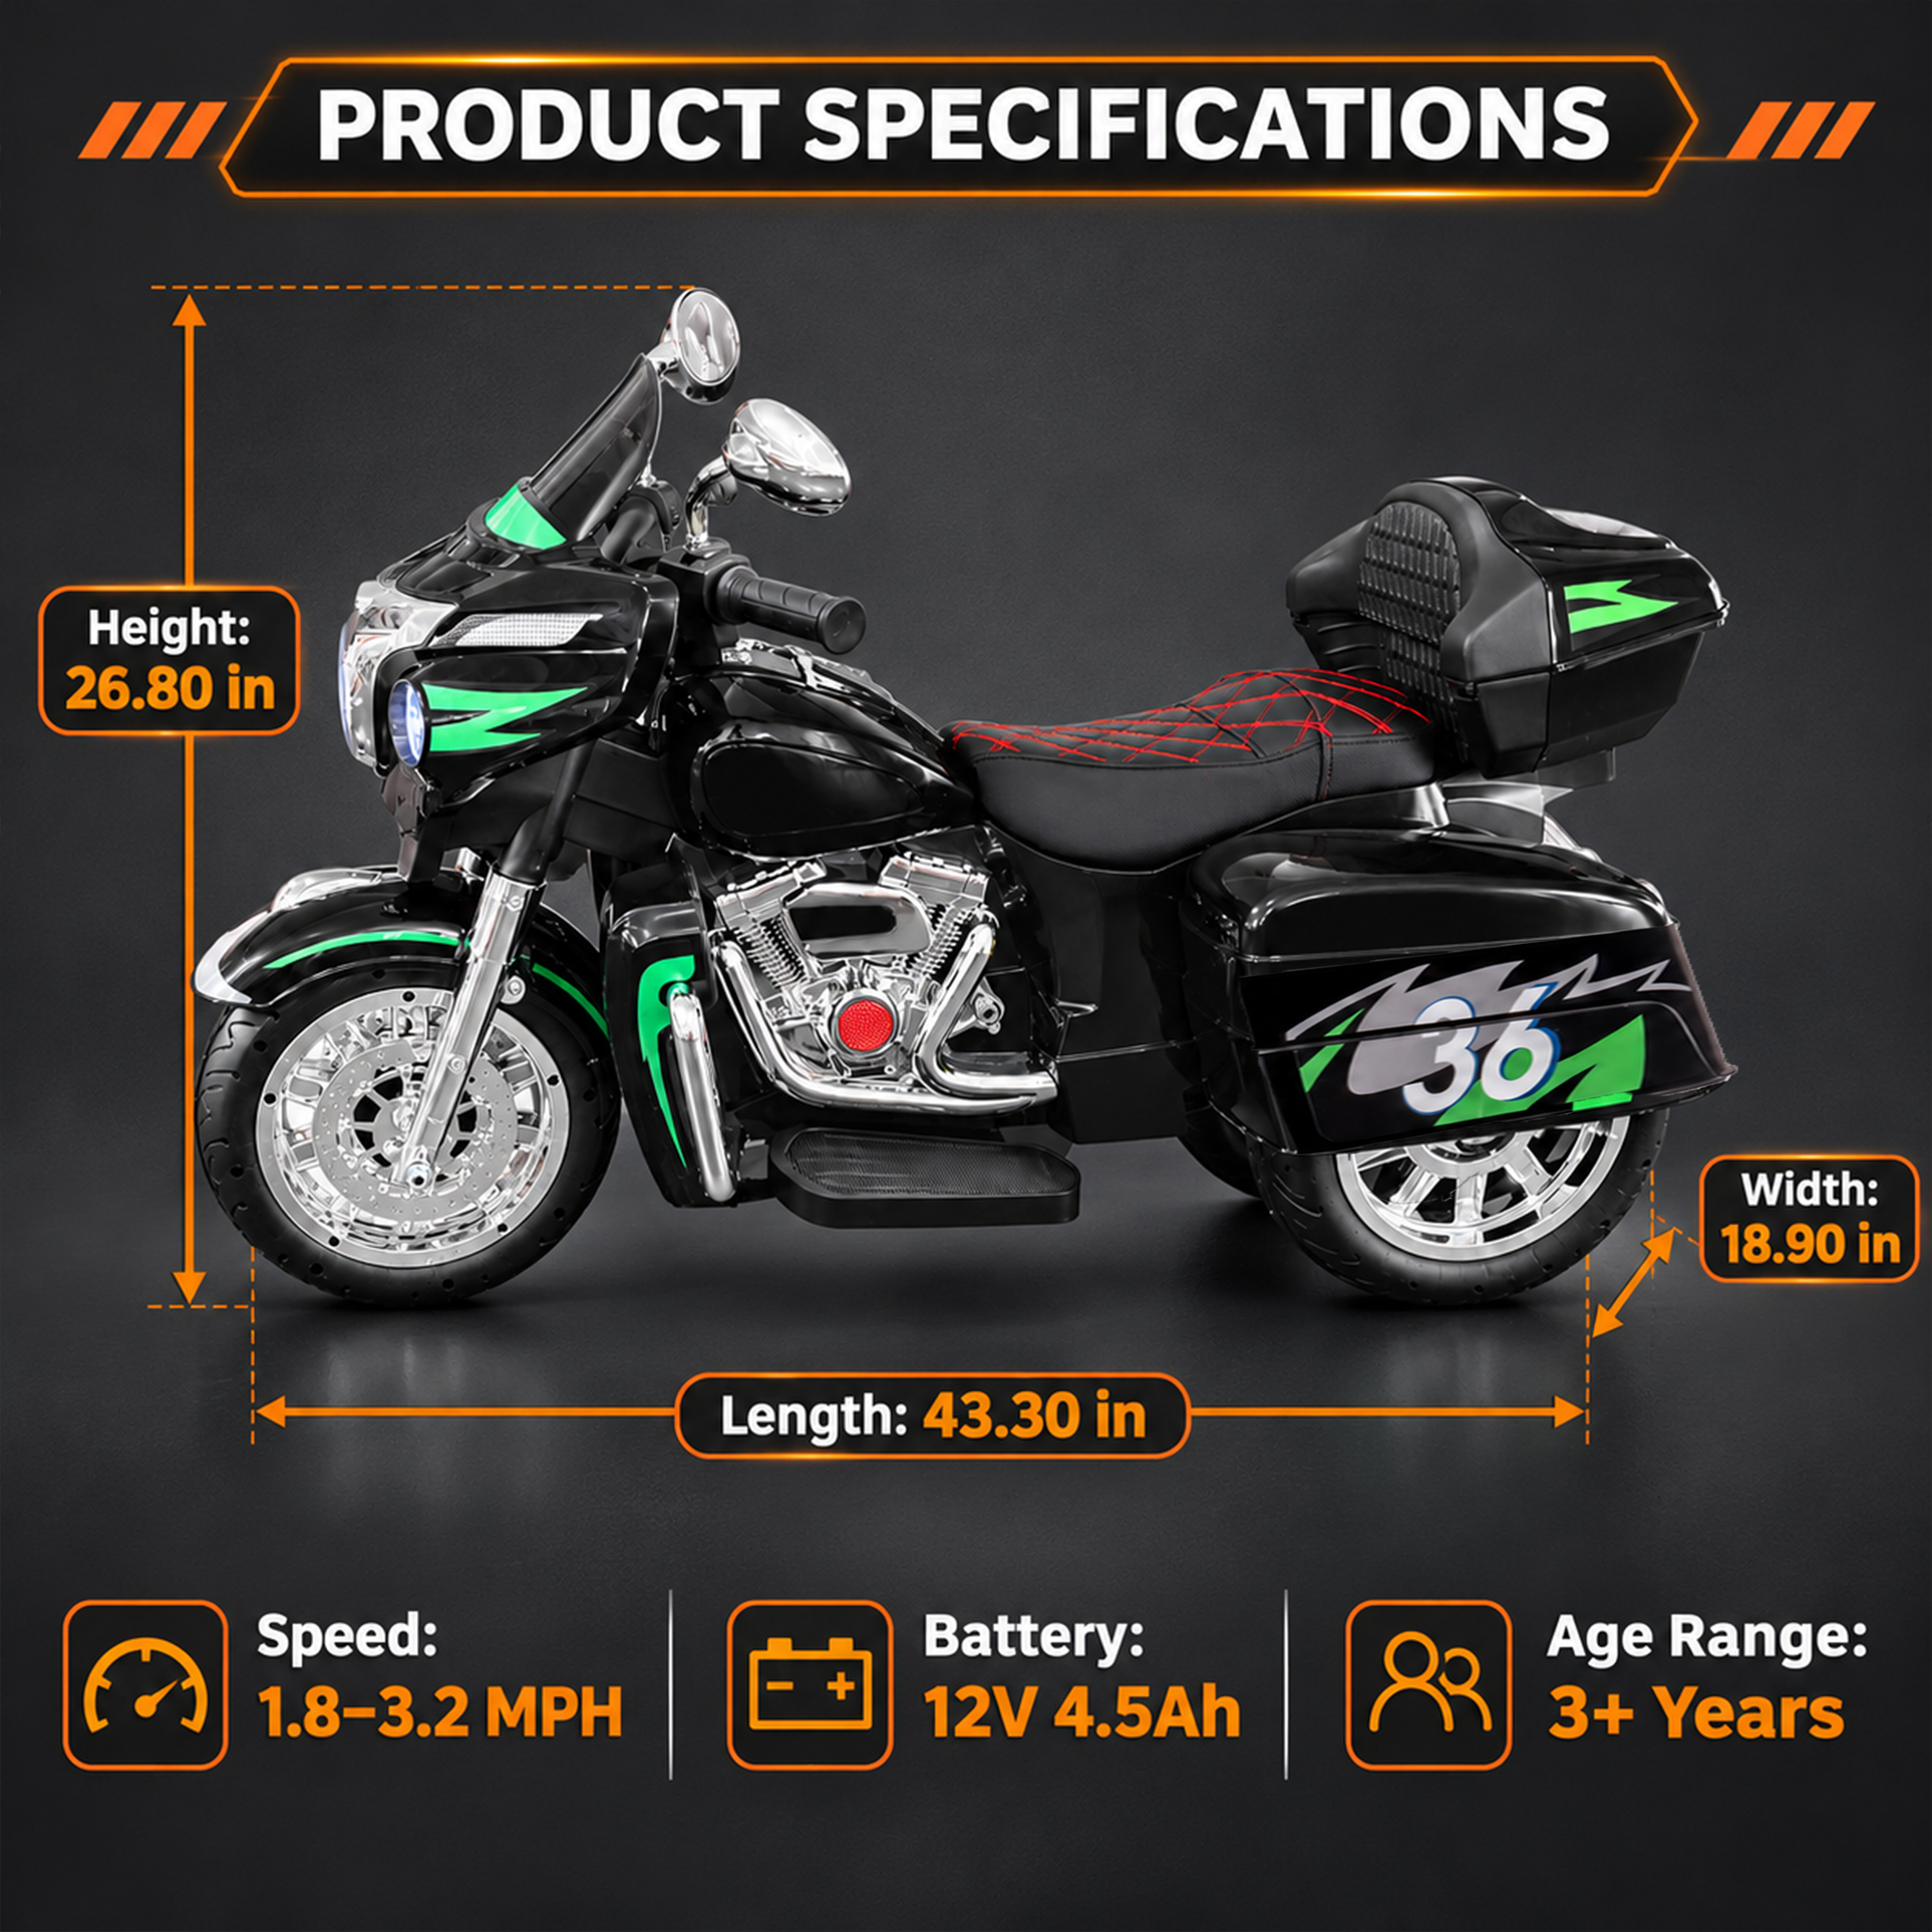 PRODUCT SPECIFICATIONS
Height:
26.80 in
36
Width:
18.90 in
Length: 43.30 in
Speed:
1.8–3.2 MPH
Battery:
12V 4.5Ah
Age Range:
3+ Years